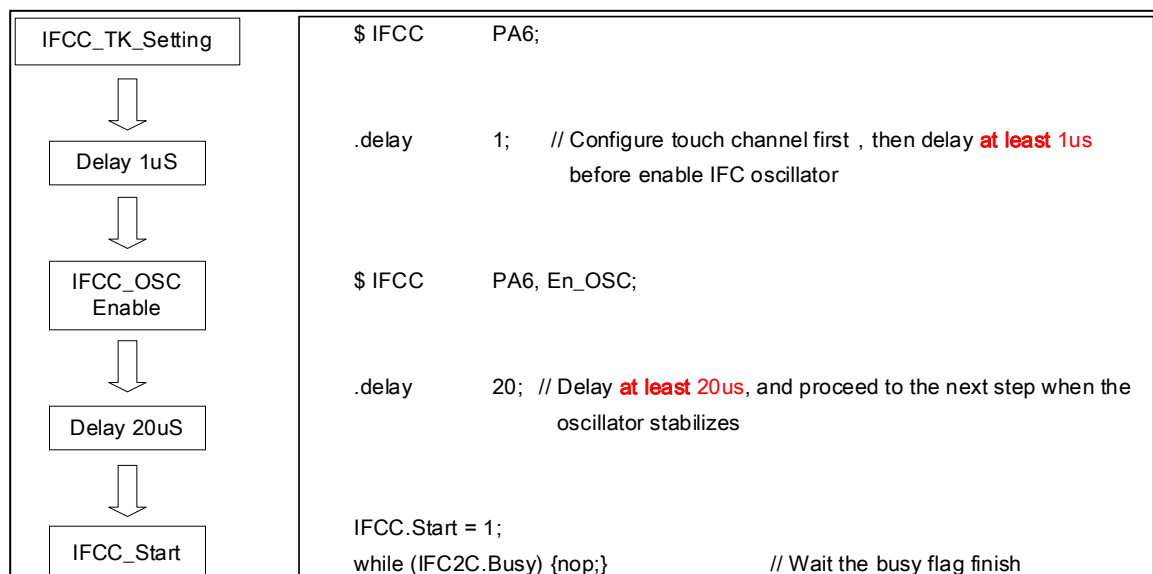 IFCC_TK_Setting
$ IFCC PA6;
.delay 1; // Configure touch channel first , then delay at least 1us
before enable IFC oscillator
Delay 1uS
IFCC_OSC
Enable
$ IFCC PA6, En_OSC;
.delay 20; // Delay at least 20us, and proceed to the next step when the
oscillator stabilizes
Delay 20uS
IFCC_Start
IFCC.Start = 1;
while (IFC2C.Busy) {nop;} // Wait the busy flag finish